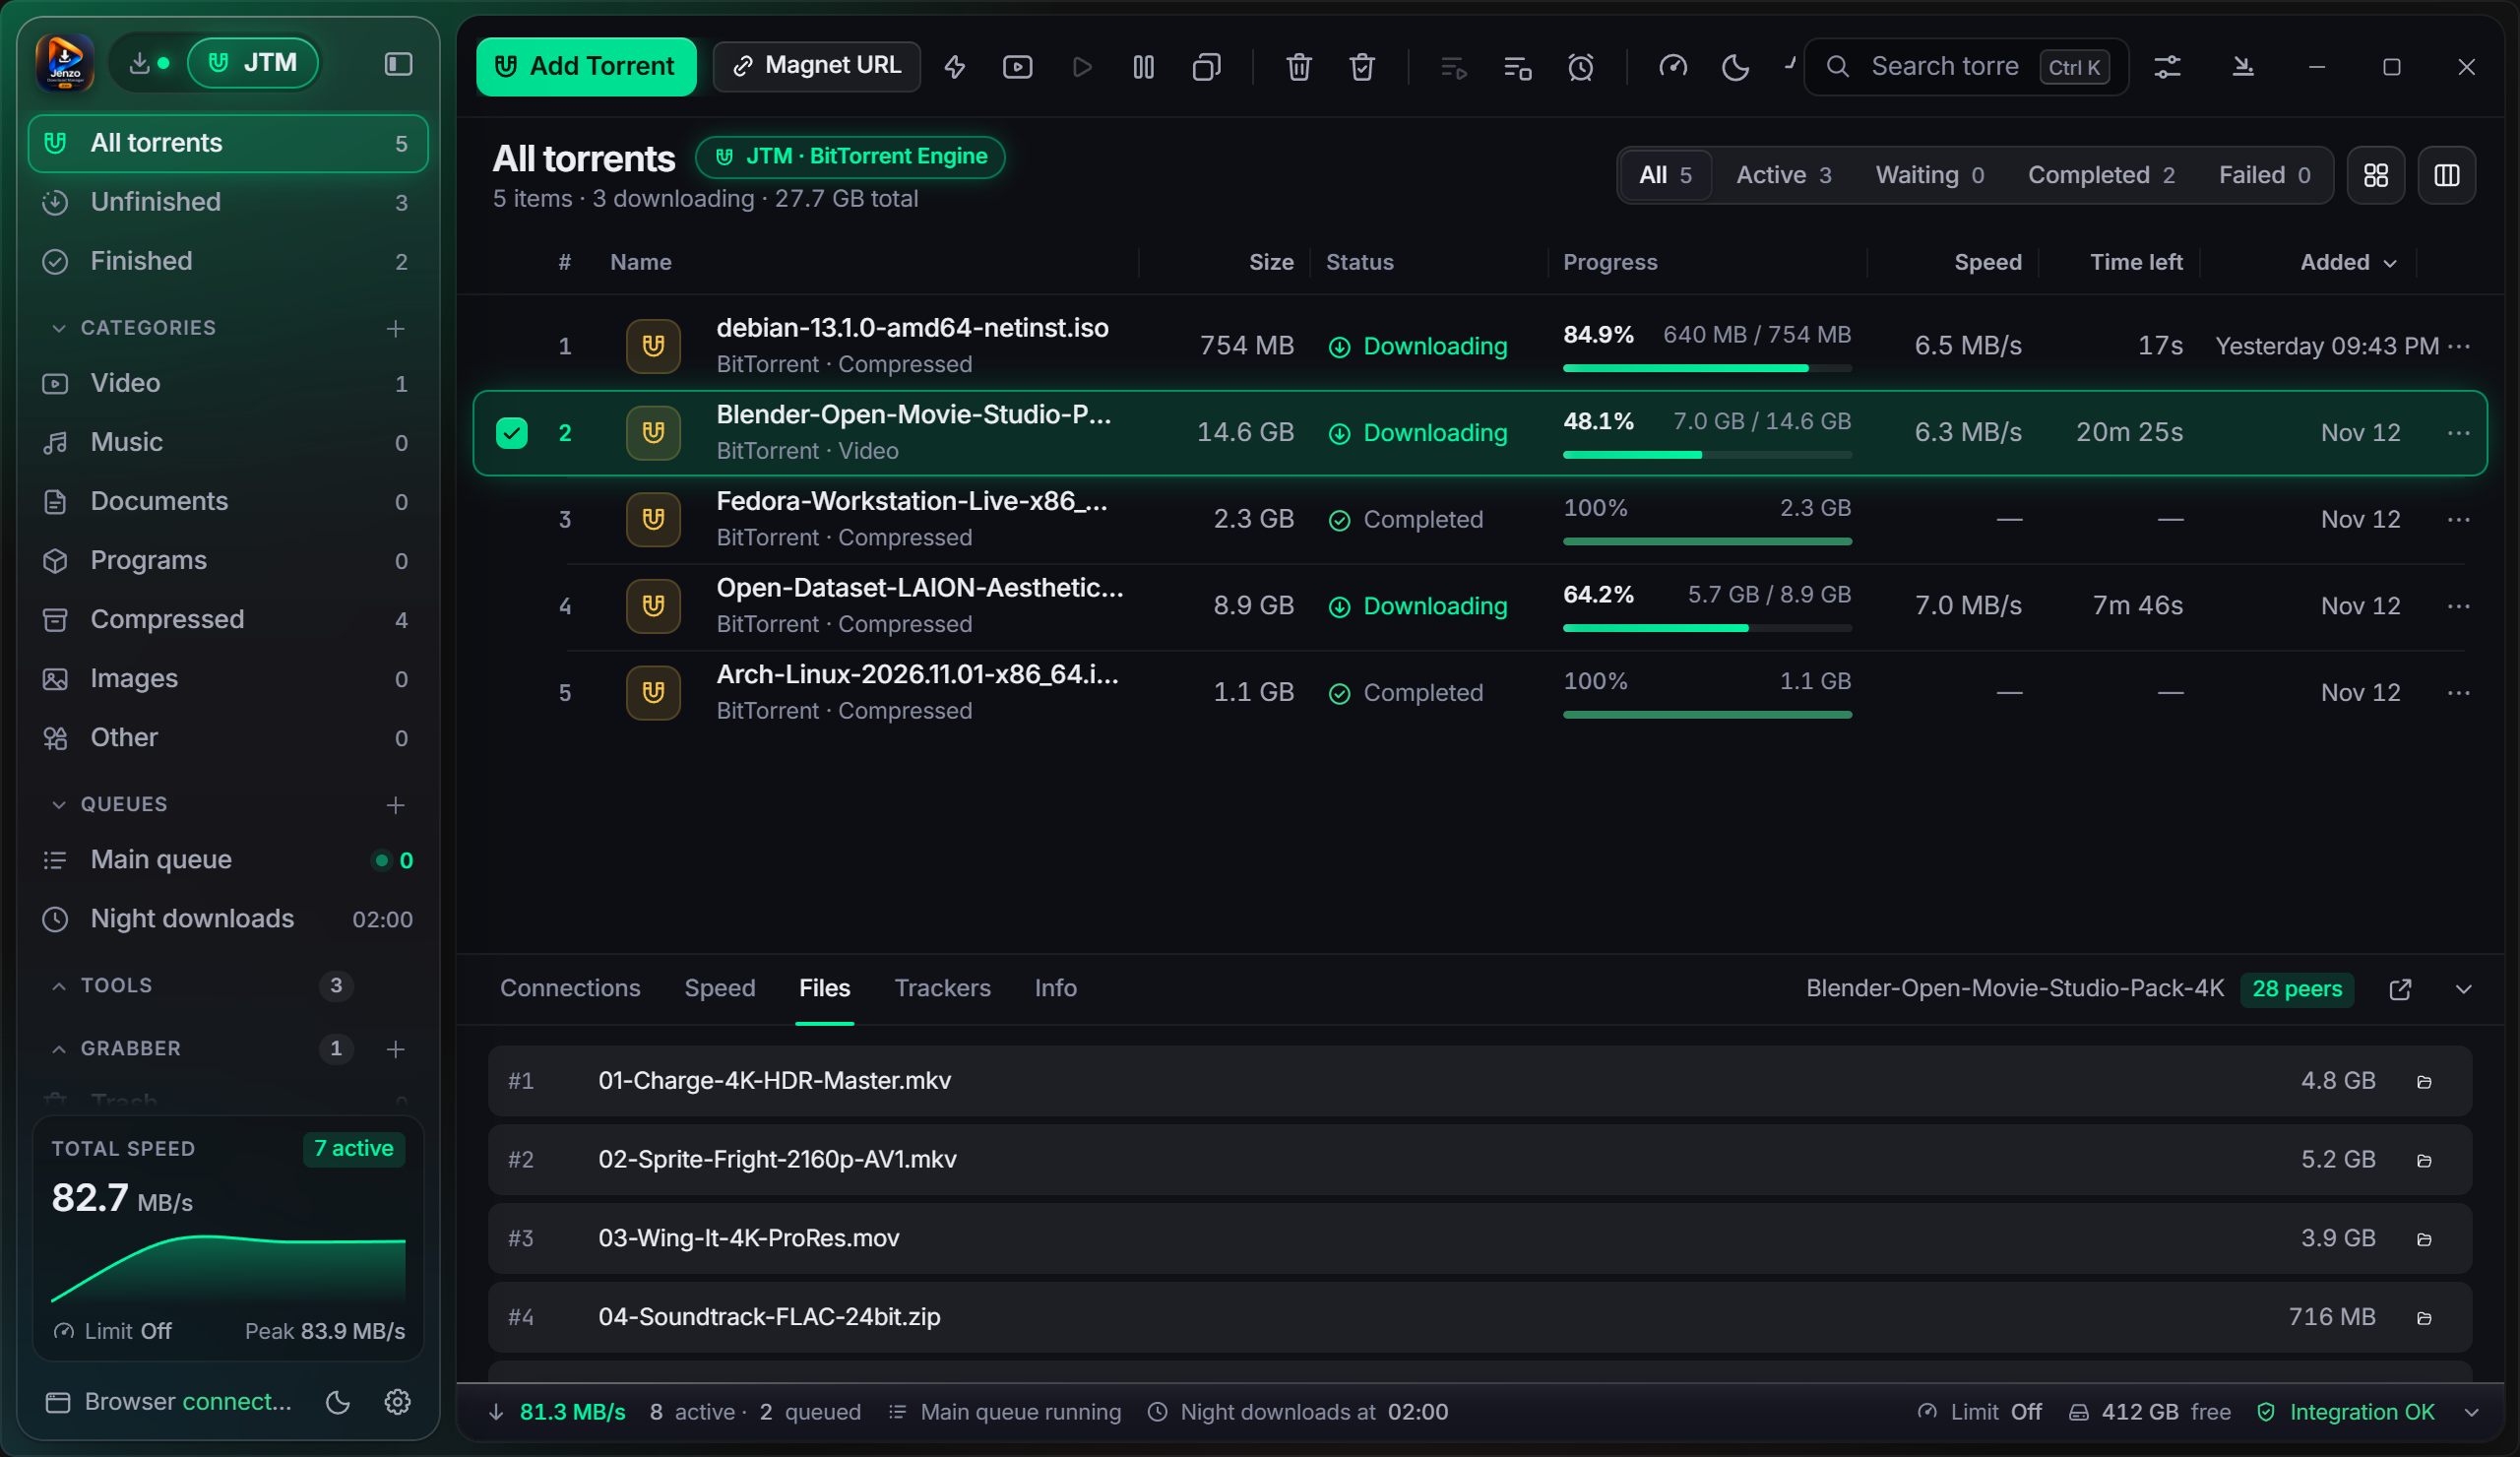 Jenzo
JTM
Add Torrent
Magnet URL
Search torre
Ctrl K
All torrents 5
Unfinished 3
Finished 2
CATEGORIES
Video 1
Music 0
Documents 0
Programs 0
Compressed 4
Images 0
Other 0
QUEUES
Main queue 0
Night downloads 02:00
TOOLS 3
GRABBER 1
Trash 0
TOTAL SPEED 7 active
82.7 MB/s
Limit Off Peak 83.9 MB/s
Browser connect...
All torrents JTM · BitTorrent Engine
5 items · 3 downloading · 27.7 GB total
All 5 Active 3 Waiting 0 Completed 2 Failed 0
# Name Size Status Progress Speed Time left Added
1 debian-13.1.0-amd64-netinst.iso 754 MB Downloading 84.9% 640 MB / 754 MB 6.5 MB/s 17s Yesterday 09:43 PM
BitTorrent · Compressed
2 Blender-Open-Movie-Studio-P... 14.6 GB Downloading 48.1% 7.0 GB / 14.6 GB 6.3 MB/s 20m 25s Nov 12
BitTorrent · Video
3 Fedora-Workstation-Live-x86_... 2.3 GB Completed 100% 2.3 GB — — Nov 12
BitTorrent · Compressed
4 Open-Dataset-LAION-Aesthetic... 8.9 GB Downloading 64.2% 5.7 GB / 8.9 GB 7.0 MB/s 7m 46s Nov 12
BitTorrent · Compressed
5 Arch-Linux-2026.11.01-x86_64.i... 1.1 GB Completed 100% 1.1 GB — — Nov 12
BitTorrent · Compressed
Connections Speed Files Trackers Info Blender-Open-Movie-Studio-Pack-4K 28 peers
#1 01-Charge-4K-HDR-Master.mkv 4.8 GB
#2 02-Sprite-Fright-2160p-AV1.mkv 5.2 GB
#3 03-Wing-It-4K-ProRes.mov 3.9 GB
#4 04-Soundtrack-FLAC-24bit.zip 716 MB
81.3 MB/s 8 active · 2 queued Main queue running Night downloads at 02:00 Limit Off 412 GB free Integration OK